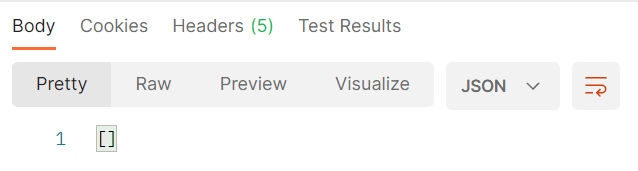 Body Cookies Headers (5) Test Results
Pretty Raw Preview Visualize JSON
1 []